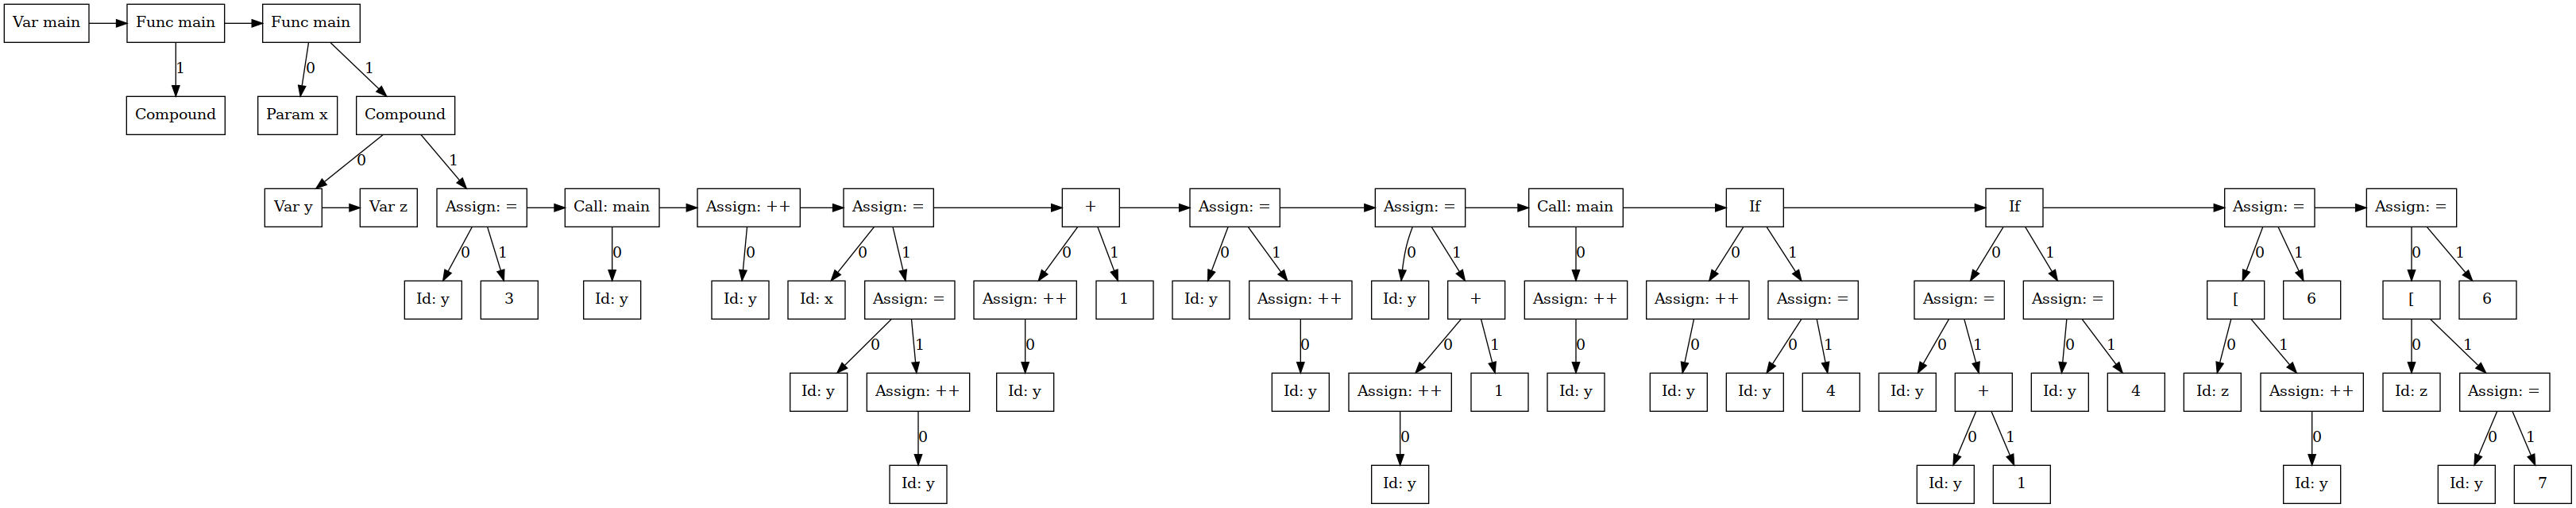 Var main
Func main
Func main
1
0
1
Compound
Param x
Compound
0
1
Var y
Var z
Assign: =
Call: main
Assign: ++
Assign: =
+
Assign: =
Assign: =
Call: main
If
If
Assign: =
Assign: =
0
1
0
0
0
1
0
1
0
1
0
1
0
0
1
0
1
0
1
0
1
Id: y
3
Id: y
Id: y
Id: x
Assign: =
Assign: ++
1
Id: y
Assign: ++
Id: y
+
Assign: ++
Assign: ++
Assign: =
Assign: =
Assign: =
[
6
[
6
0
1
0
0
0
1
0
0
0
1
0
1
0
1
0
1
0
1
Id: y
Assign: ++
Id: y
Id: y
Assign: ++
1
Id: y
Id: y
Id: y
4
Id: y
+
Id: y
4
Id: z
Assign: ++
Id: z
Assign: =
0
0
0
1
0
0
1
Id: y
Id: y
Id: y
1
Id: y
Id: y
7